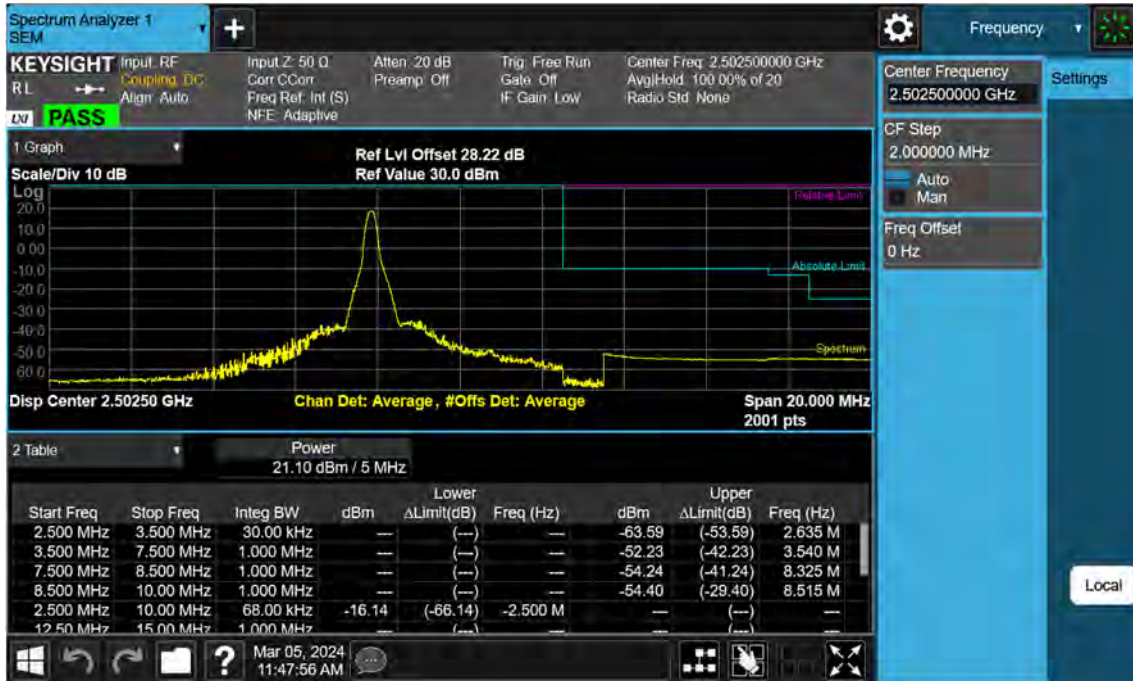 Spectrum Analyzer 1
SEM
+
Frequency
KEYSIGHT
RL
LXI
PASS
Input: RF
Coupling: DC
Align: Auto
Input Z: 50 Ω
Corr CCorr
Freq Ref: Int (S)
NFE: Adaptive
Atten: 20 dB
Preamp: Off
Trig: Free Run
Gate: Off
IF Gain: Low
Center Freq: 2.502500000 GHz
Avg|Hold: 100.00% of 20
Radio Std: None
Center Frequency
2.502500000 GHz
Settings
CF Step
2.000000 MHz
Auto
Man
Freq Offset
0 Hz
Local
1 Graph
Scale/Div 10 dB
Ref Lvl Offset 28.22 dB
Ref Value 30.0 dBm
Log
20.0
10.0
0.00
-10.0
-20.0
-30.0
-40.0
-50.0
-60.0
Relative Limit
Absolute Limit
Spectrum
Disp Center 2.50250 GHz
Chan Det: Average, #Offs Det: Average
Span 20.000 MHz
2001 pts
2 Table
Power
21.10 dBm / 5 MHz
Lower Upper
Start Freq Stop Freq Integ BW dBm ΔLimit(dB) Freq (Hz) dBm ΔLimit(dB) Freq (Hz)
2.500 MHz 3.500 MHz 30.00 kHz --- (---) --- -63.59 (-53.59) 2.635 M
3.500 MHz 7.500 MHz 1.000 MHz --- (---) --- -52.23 (-42.23) 3.540 M
7.500 MHz 8.500 MHz 1.000 MHz --- (---) --- -54.24 (-41.24) 8.325 M
8.500 MHz 10.00 MHz 1.000 MHz --- (---) --- -54.40 (-29.40) 8.515 M
2.500 MHz 10.00 MHz 68.00 kHz -16.14 (-66.14) -2.500 M --- (---) ---
12.50 MHz 15.00 MHz 1.000 MHz --- (---) --- --- (---) ---
?
Mar 05, 2024
11:47:56 AM